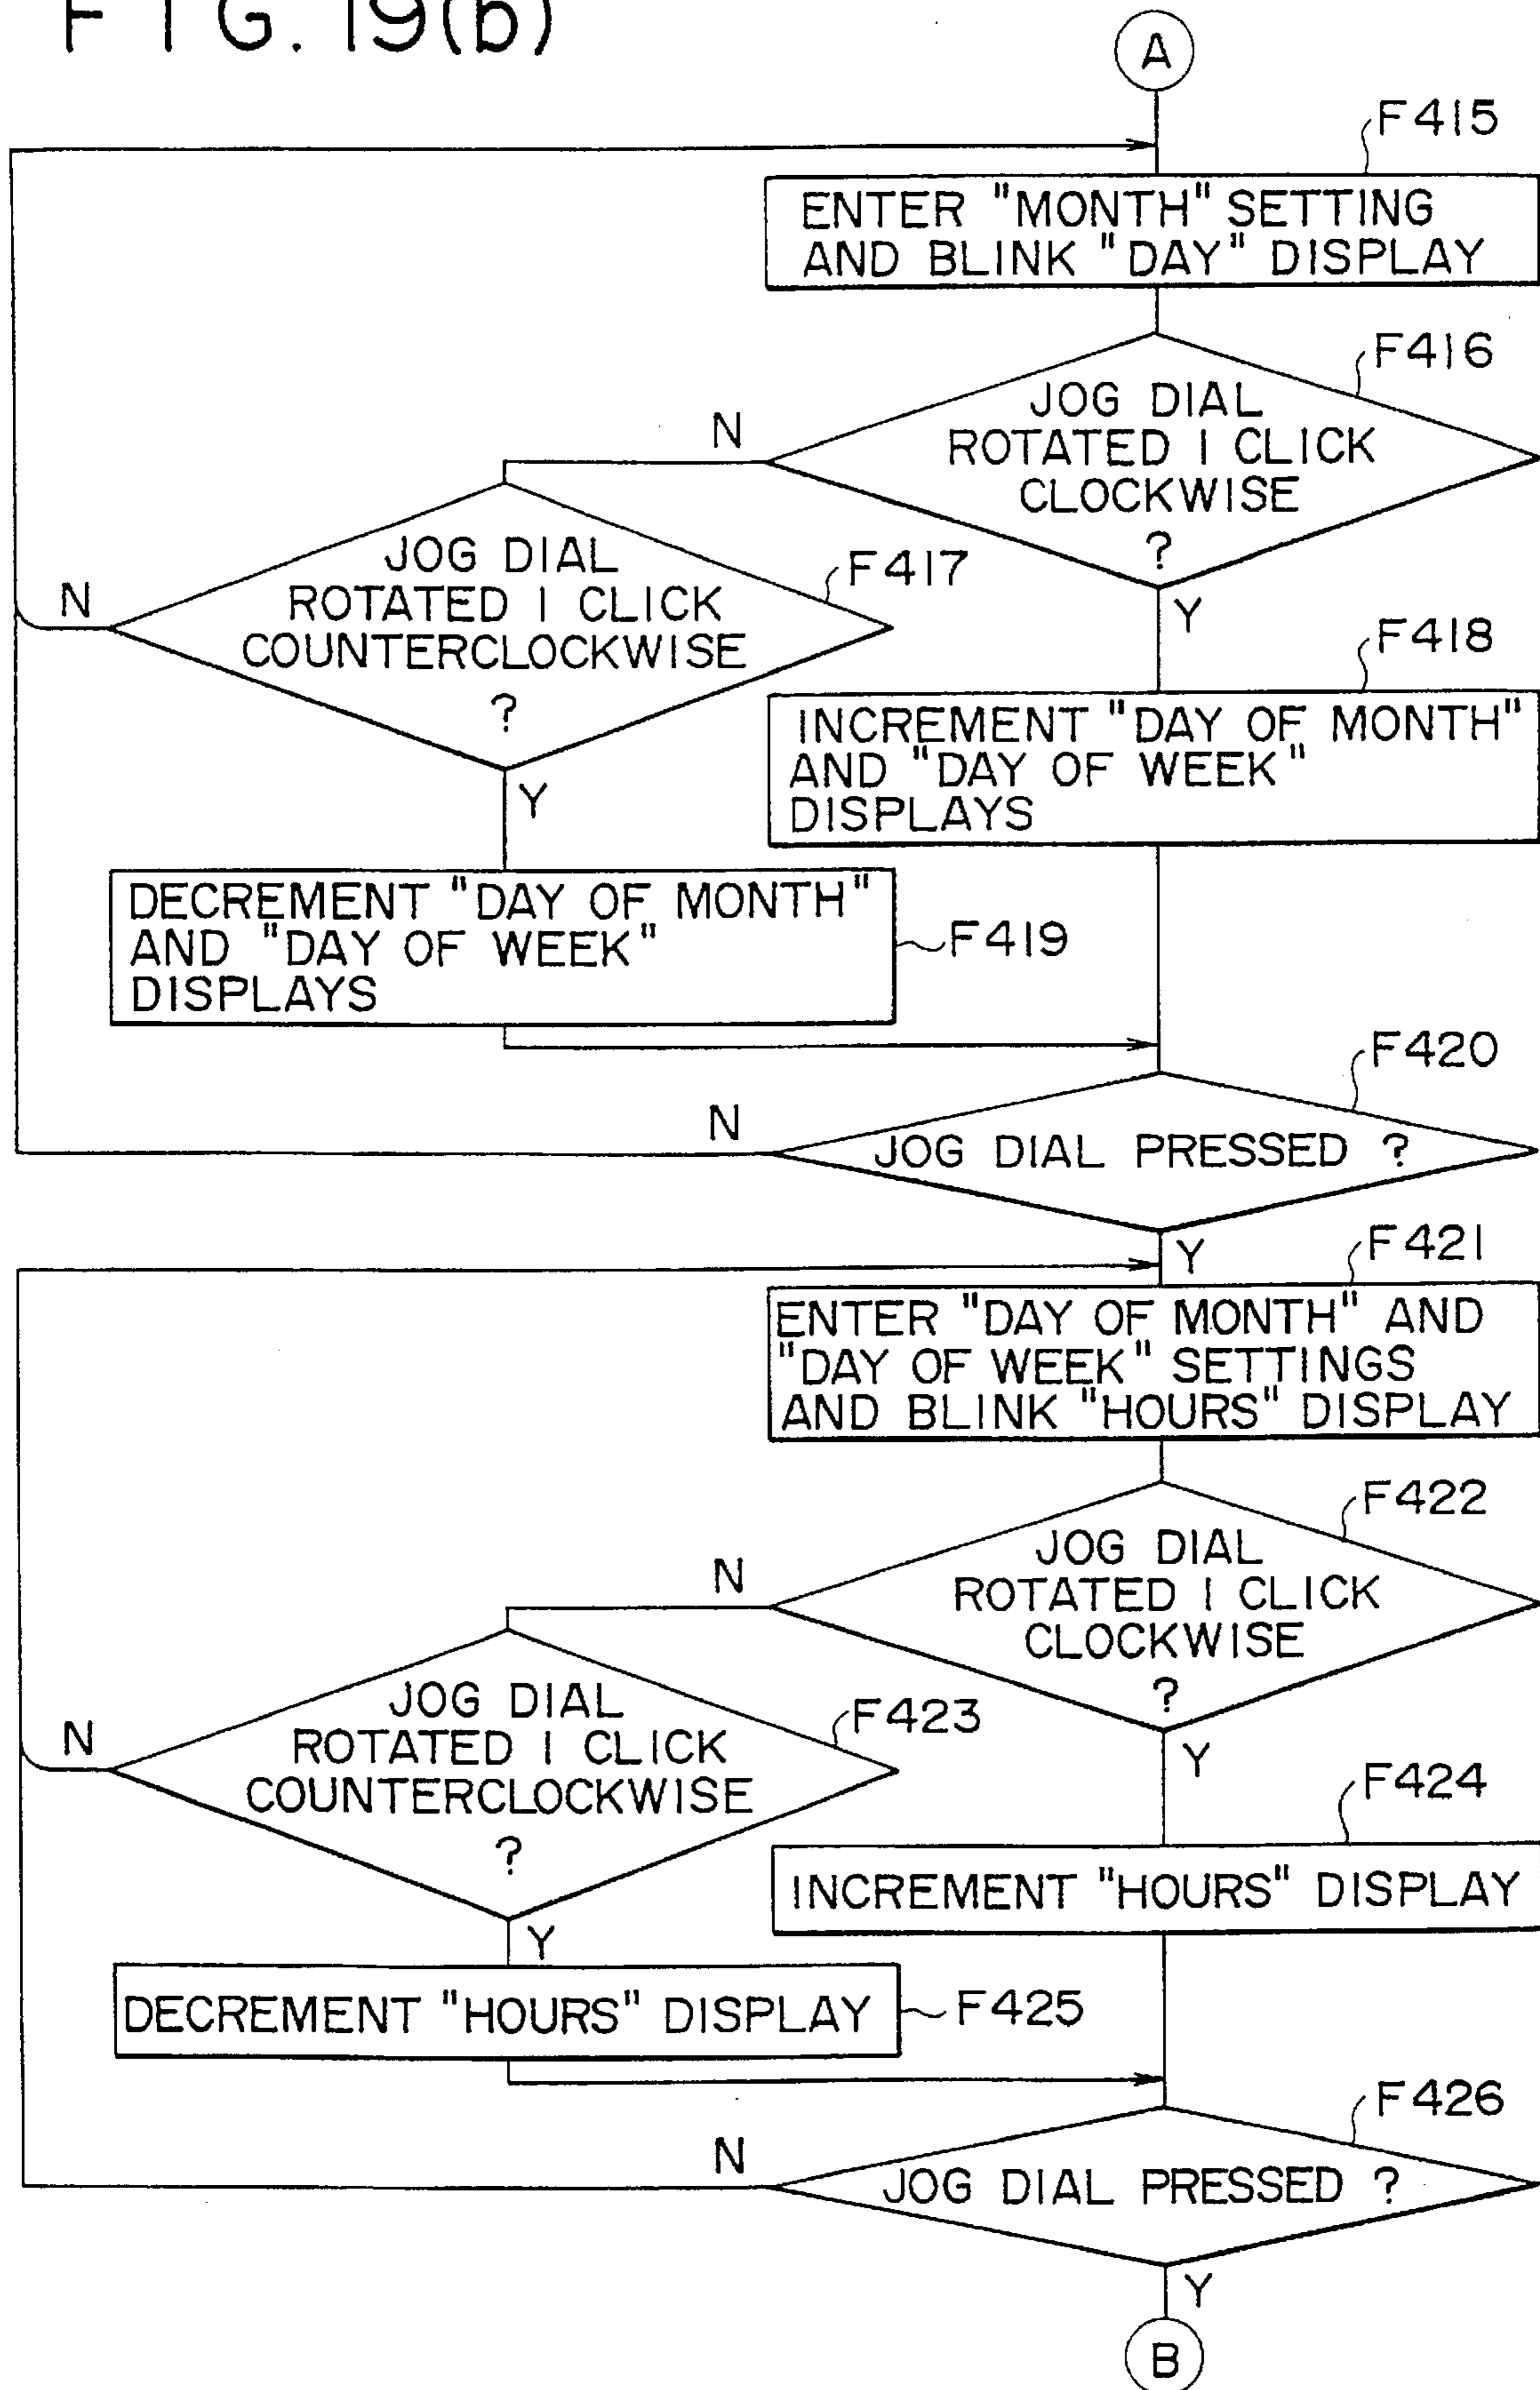 FIG. 19(b)
A
F415
ENTER "MONTH" SETTING
AND BLINK "DAY" DISPLAY
F416
JOG DIAL
ROTATED 1 CLICK
CLOCKWISE
?
N
Y
F417
JOG DIAL
ROTATED 1 CLICK
COUNTERCLOCKWISE
?
N
Y
F418
INCREMENT "DAY OF MONTH"
AND "DAY OF WEEK"
DISPLAYS
DECREMENT "DAY OF MONTH"
AND "DAY OF WEEK"
DISPLAYS
F419
F420
N
JOG DIAL PRESSED ?
Y
F421
ENTER "DAY OF MONTH" AND
"DAY OF WEEK" SETTINGS
AND BLINK "HOURS" DISPLAY
F422
JOG DIAL
ROTATED 1 CLICK
CLOCKWISE
?
N
Y
F423
JOG DIAL
ROTATED 1 CLICK
COUNTERCLOCKWISE
?
N
Y
F424
INCREMENT "HOURS" DISPLAY
DECREMENT "HOURS" DISPLAY
F425
F426
N
JOG DIAL PRESSED ?
Y
B